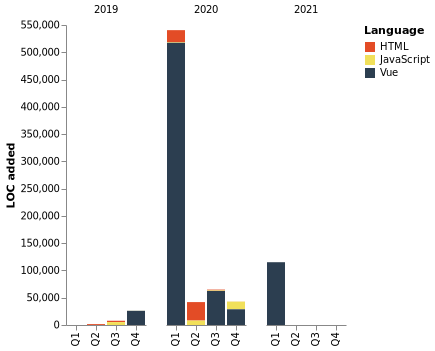 2019 2020 2021
Language
HTML
JavaScript
Vue
LOC added
550,000
500,000
450,000
400,000
350,000
300,000
250,000
200,000
150,000
100,000
50,000
0
Q1 Q2 Q3 Q4 Q1 Q2 Q3 Q4 Q1 Q2 Q3 Q4